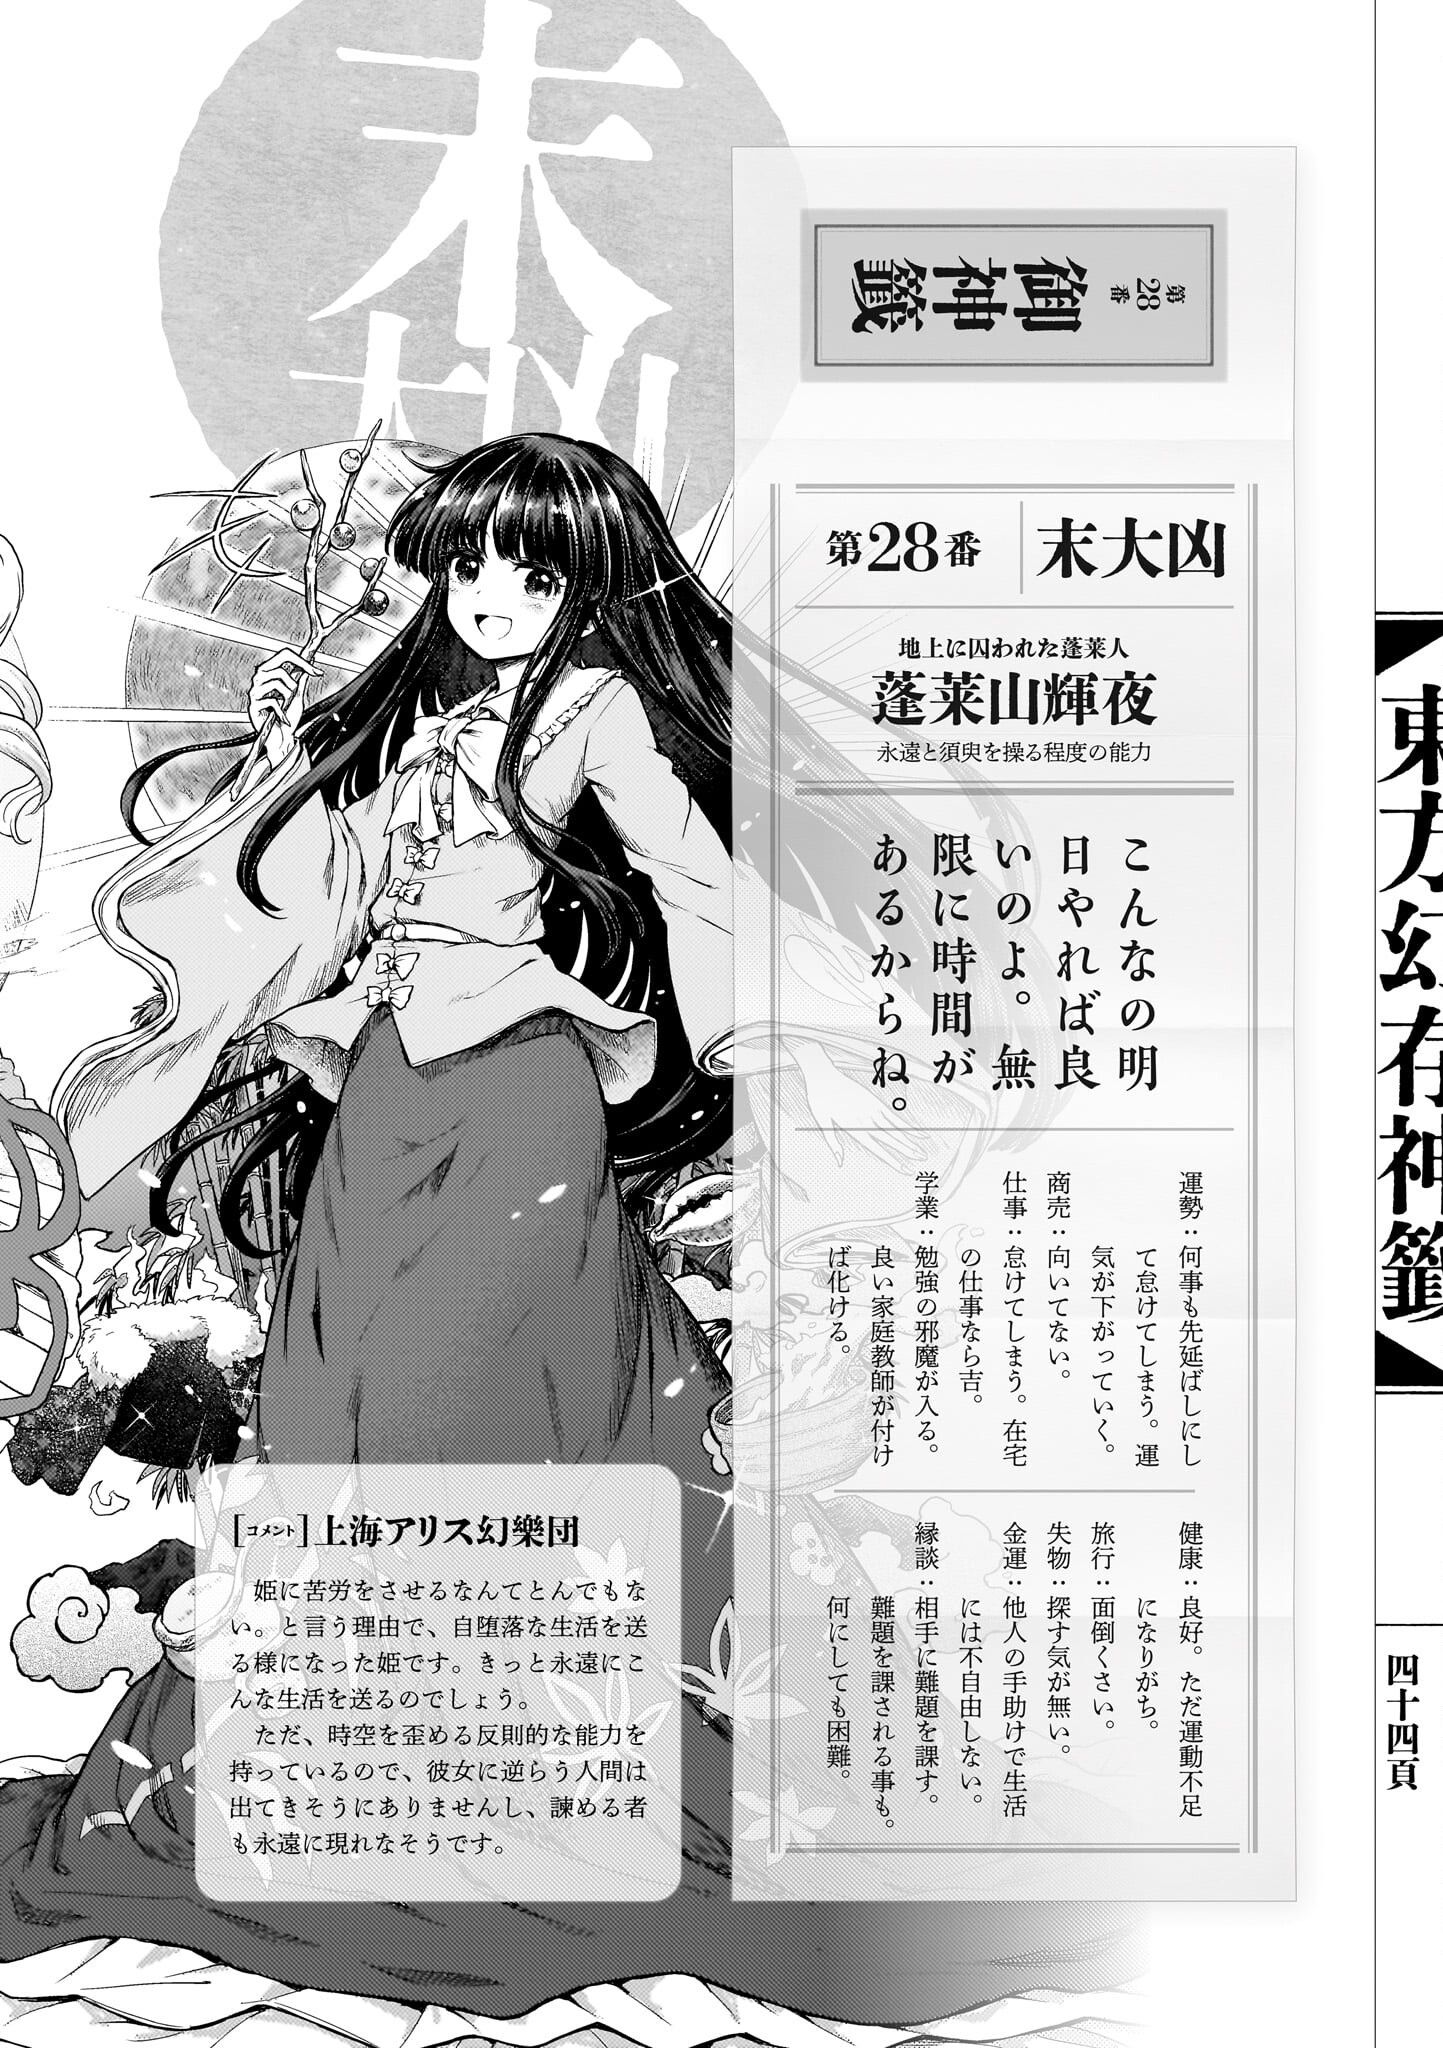 東方幻存神籤
四十四頁
御神籤
第28番
末大凶
第28番
地上に囚われた蓬莱人
蓬莱山輝夜
永遠と須臾を操る程度の能力
こんなの明
日やれば良
いのよ。無
限に時間が
あるからね。
運勢：何事も先延ばしにし
て怠けてしまう。運
気が下がっていく。
商売：向いてない。
仕事：怠けてしまう。在宅
の仕事なら吉。
学業：勉強の邪魔が入る。
良い家庭教師が付け
ば化ける。
健康：良好。ただ運動不足
になりがち。
旅行：面倒くさい。
失物：探す気が無い。
金運：他人の手助けで生活
には不自由しない。
縁談：相手に難題を課す。
難題を課される事も。
何にしても困難。
末
大凶
［コメント］上海アリス幻樂団
姫に苦労をさせるなんてとんでもな
い。と言う理由で、自堕落な生活を送
る様になった姫です。きっと永遠にこ
んな生活を送るのでしょう。
ただ、時空を歪める反則的な能力を
持っているので、彼女に逆らう人間は
出てきそうにありませんし、諫める者
も永遠に現れなそうです。